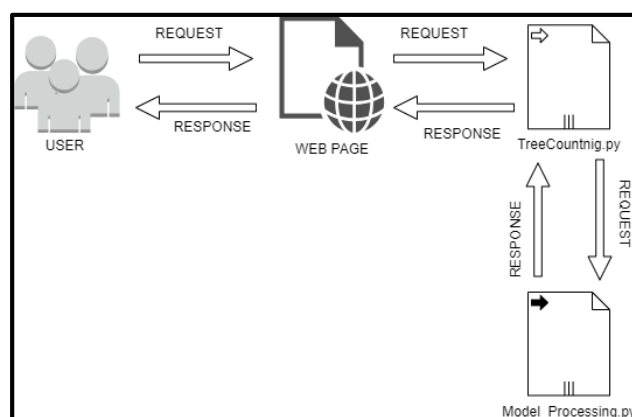 REQUEST
REQUEST
RESPONSE
RESPONSE
USER
WEB PAGE
TreeCountnig.py
RESPONSE
REQUEST
Model_Processing.py